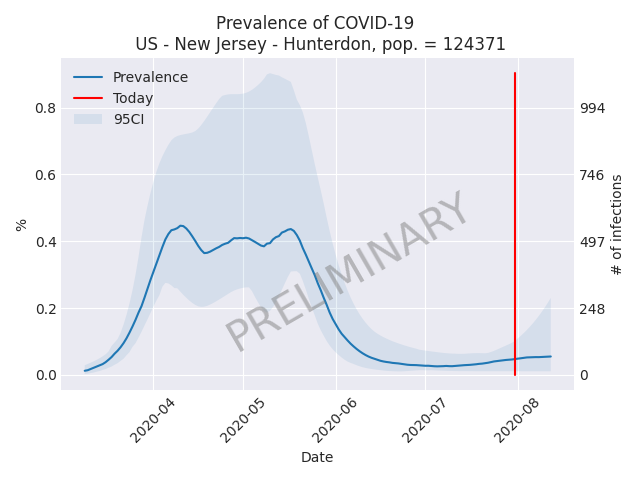 Prevalence of COVID-19
US - New Jersey - Hunterdon, pop. = 124371
Prevalence
Today
95CI
%
0.8
0.6
0.4
0.2
0.0
994
746
497
248
0
# of infections
PRELIMINARY
2020-04
2020-05
2020-06
2020-07
2020-08
Date